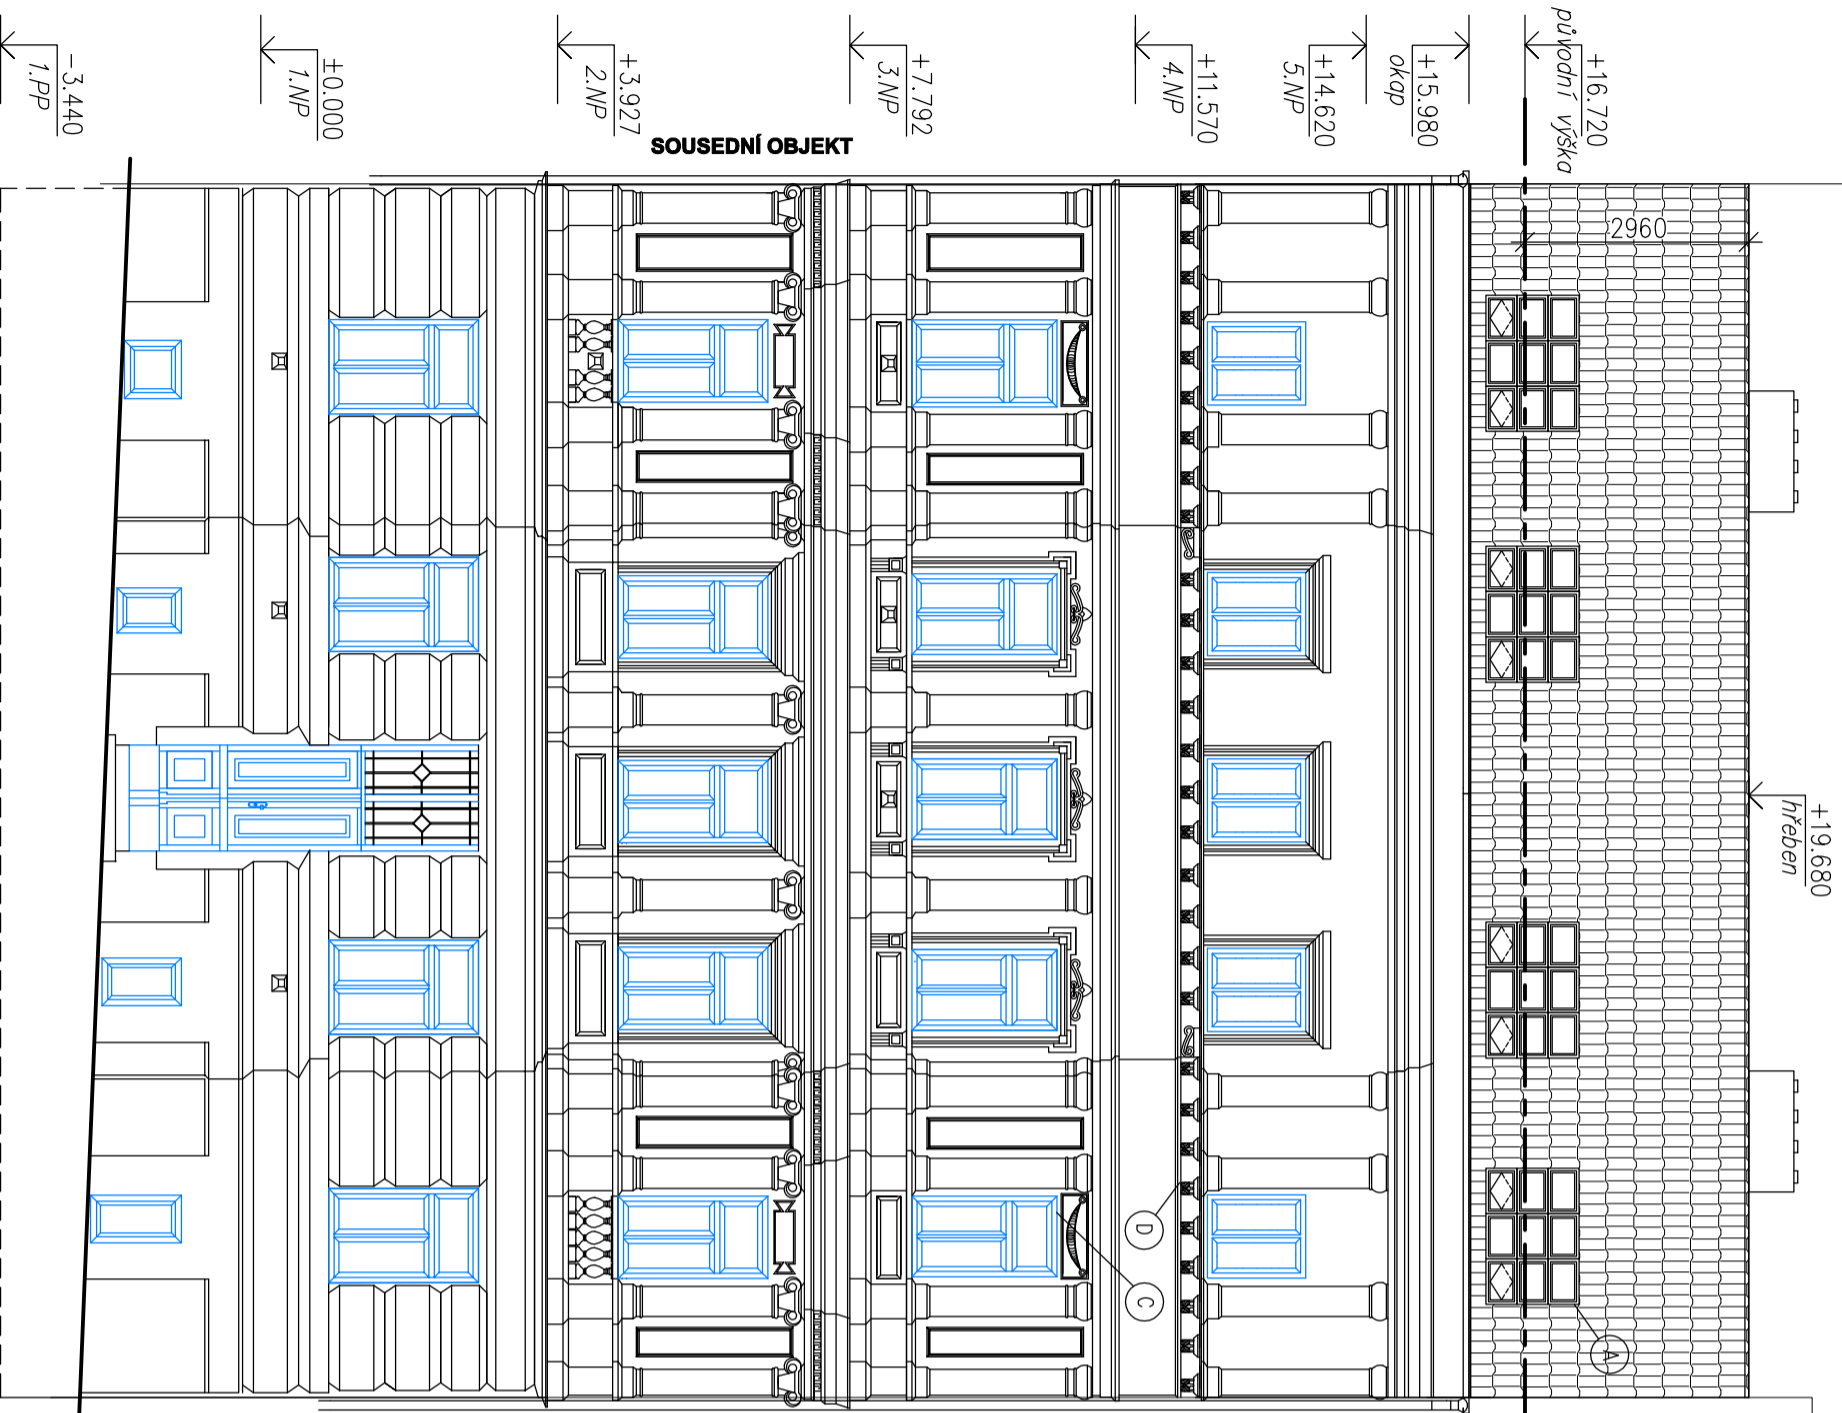 +19.680
hřeben
+16.720
původní výška
2960
+15.980
okap
+14.620
5.NP
+11.570
4.NP
+7.792
3.NP
+3.927
2.NP
±0.000
1.NP
-3.440
1.PP
SOUSEDNÍ OBJEKT
A
C
D